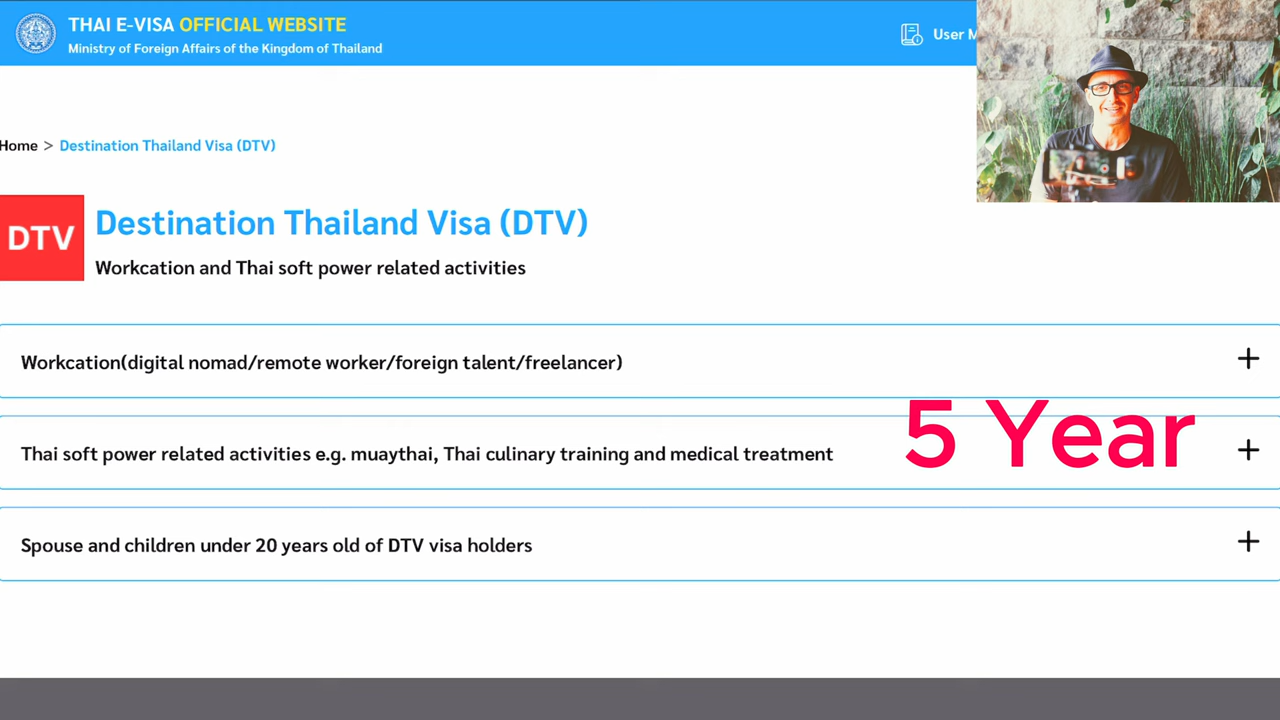 THAI E-VISA OFFICIAL WEBSITE
Ministry of Foreign Affairs of the Kingdom of Thailand
User M
Home > Destination Thailand Visa (DTV)
DTV
Destination Thailand Visa (DTV)
Workcation and Thai soft power related activities
Workcation(digital nomad/remote worker/foreign talent/freelancer)
5 Year
Thai soft power related activities e.g. muaythai, Thai culinary training and medical treatment
Spouse and children under 20 years old of DTV visa holders